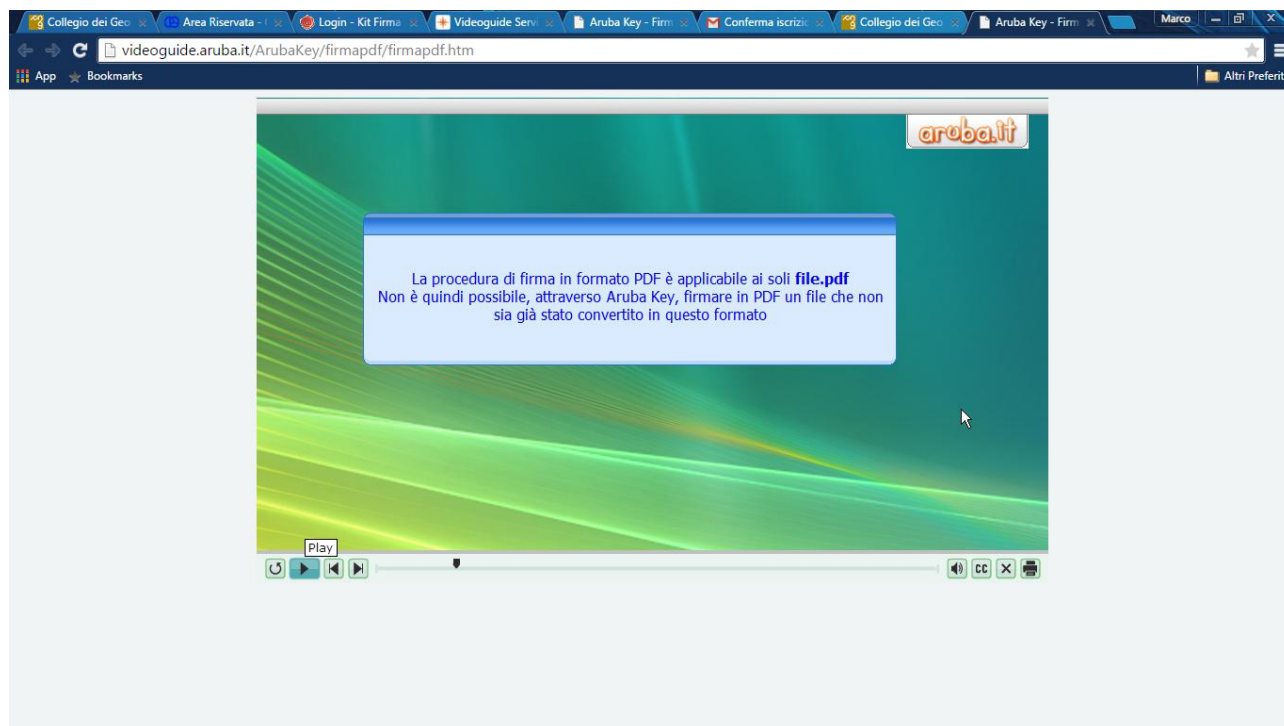 Collegio dei Geo
Area Riservata - (
Login - Kit Firma
Videoguide Servi
Aruba Key - Firm
Conferma iscrizio
Collegio dei Geo
Aruba Key - Firm
Marco
videoguide.aruba.it/ArubaKey/firmapdf/firmapdf.htm
App
Bookmarks
Altri Preferit
aruba.it
La procedura di firma in formato PDF è applicabile ai soli file.pdf
Non è quindi possibile, attraverso Aruba Key, firmare in PDF un file che non
sia già stato convertito in questo formato
Play
CC